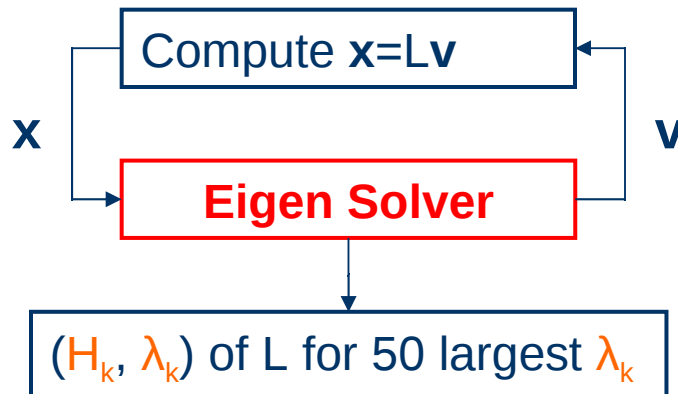 Compute x=Lv
x
v
Eigen Solver
(Hₖ, λₖ) of L for 50 largest λₖ